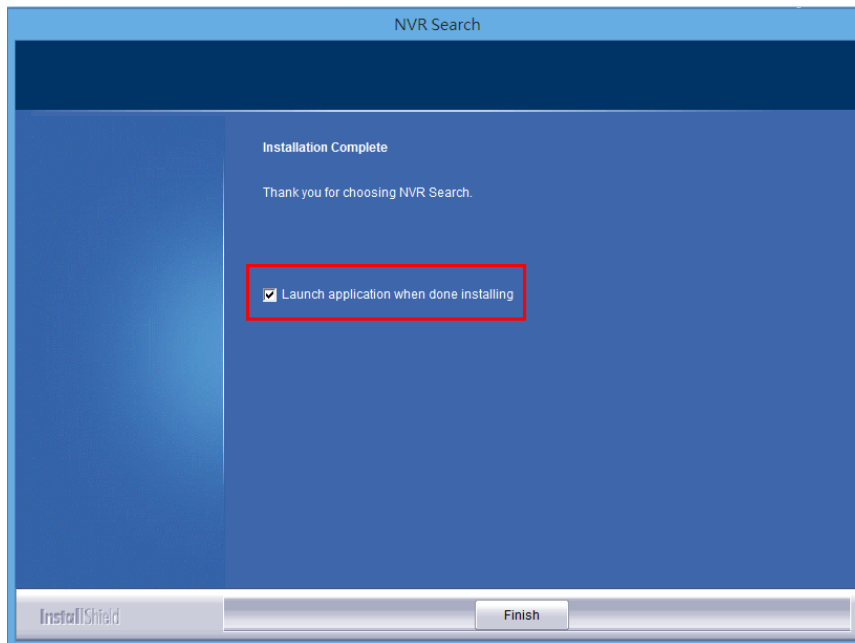 NVR Search
Installation Complete
Thank you for choosing NVR Search.
Launch application when done installing
InstallShield
Finish